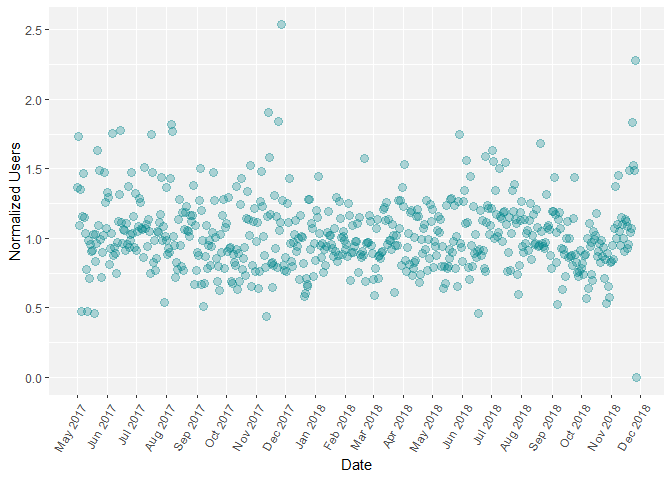 2.5
2.0
1.5
1.0
0.5
0.0
Normalized Users
May 2017
Jun 2017
Jul 2017
Aug 2017
Sep 2017
Oct 2017
Nov 2017
Dec 2017
Jan 2018
Feb 2018
Mar 2018
Apr 2018
May 2018
Jun 2018
Jul 2018
Aug 2018
Sep 2018
Oct 2018
Nov 2018
Dec 2018
Date